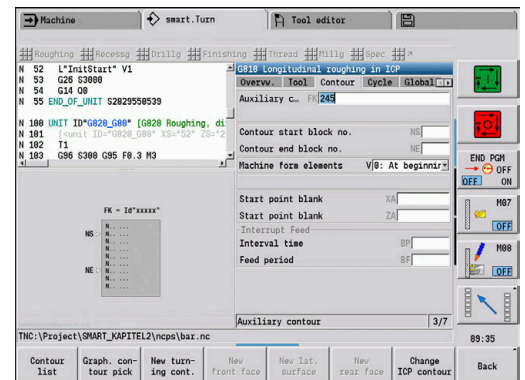 Machine
smart.Turn
Tool editor
Roughing Recessg Drillg Finishing Thread Millg Spec
N 52 L"InitStart" V1
N 53 G26 S3000
N 54 G14 Q0
N 55 END_OF_UNIT S2829550539
N 100 UNIT ID"G820_G80" [G820 Roughing, di
N 101 [<unit ID="G820_G80" XS="52" ZS="2
N 102 T1
N 103 G96 S300 G95 F0.3 M3
G810 Longitudinal roughing in ICP
Overvw. Tool Contour Cycle Global
Auxiliary c… FK 245
Contour start block no. NS
Contour end block no. NE
Machine form elements V 0: At beginnir
Start point blank XA
Start point blank ZA
Interrupt Feed
Interval time BP
Feed period BF
Auxiliary contour 3/7
FK = Id"xxxxx"
NS
N.. ....
N.. ....
N.. ....
N.. ....
NE
N.. ....
N.. ....
N.. ....
TNC:\Project\SMART_KAPITEL2\ncps\bar.nc
END PGM
OFF
OFF ON
M07
OFF
M08
OFF
09:35
Contour list
Graph. contour pick
New turning cont.
New front face
New lat. surface
New rear face
Change ICP contour
Back